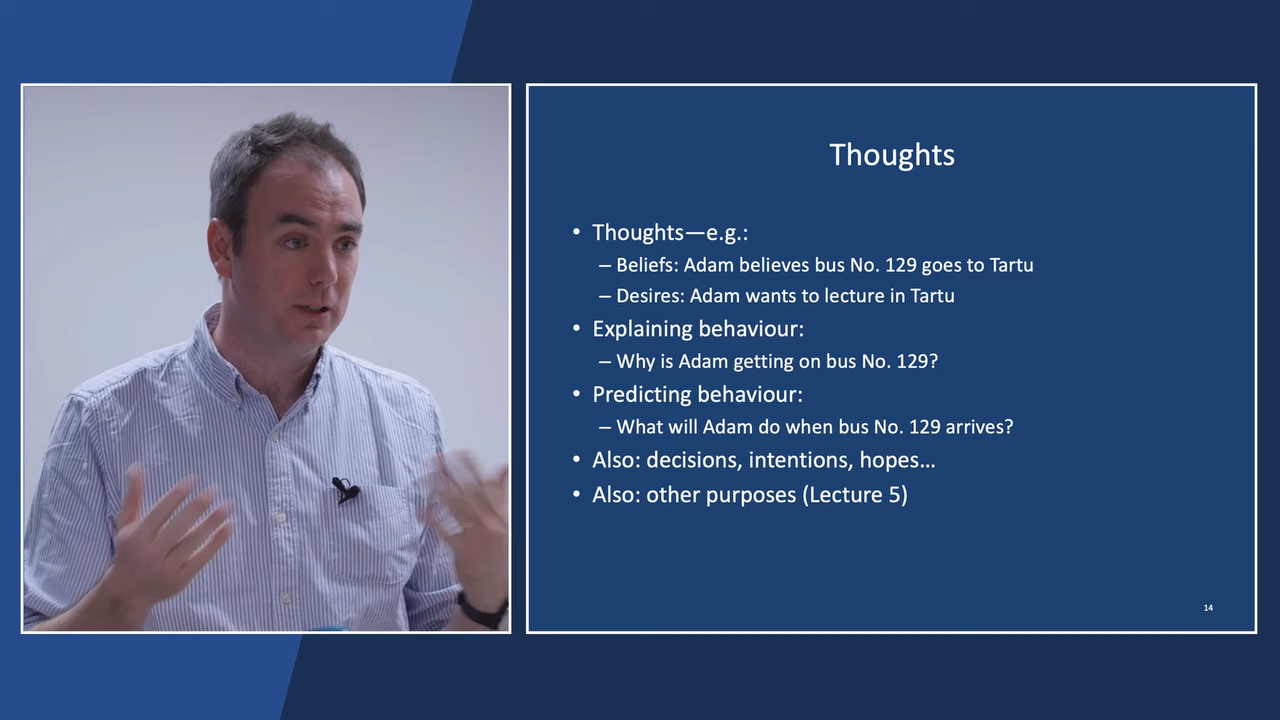 Thoughts
• Thoughts—e.g.:
– Beliefs: Adam believes bus No. 129 goes to Tartu
– Desires: Adam wants to lecture in Tartu
• Explaining behaviour:
– Why is Adam getting on bus No. 129?
• Predicting behaviour:
– What will Adam do when bus No. 129 arrives?
• Also: decisions, intentions, hopes…
• Also: other purposes (Lecture 5)
14